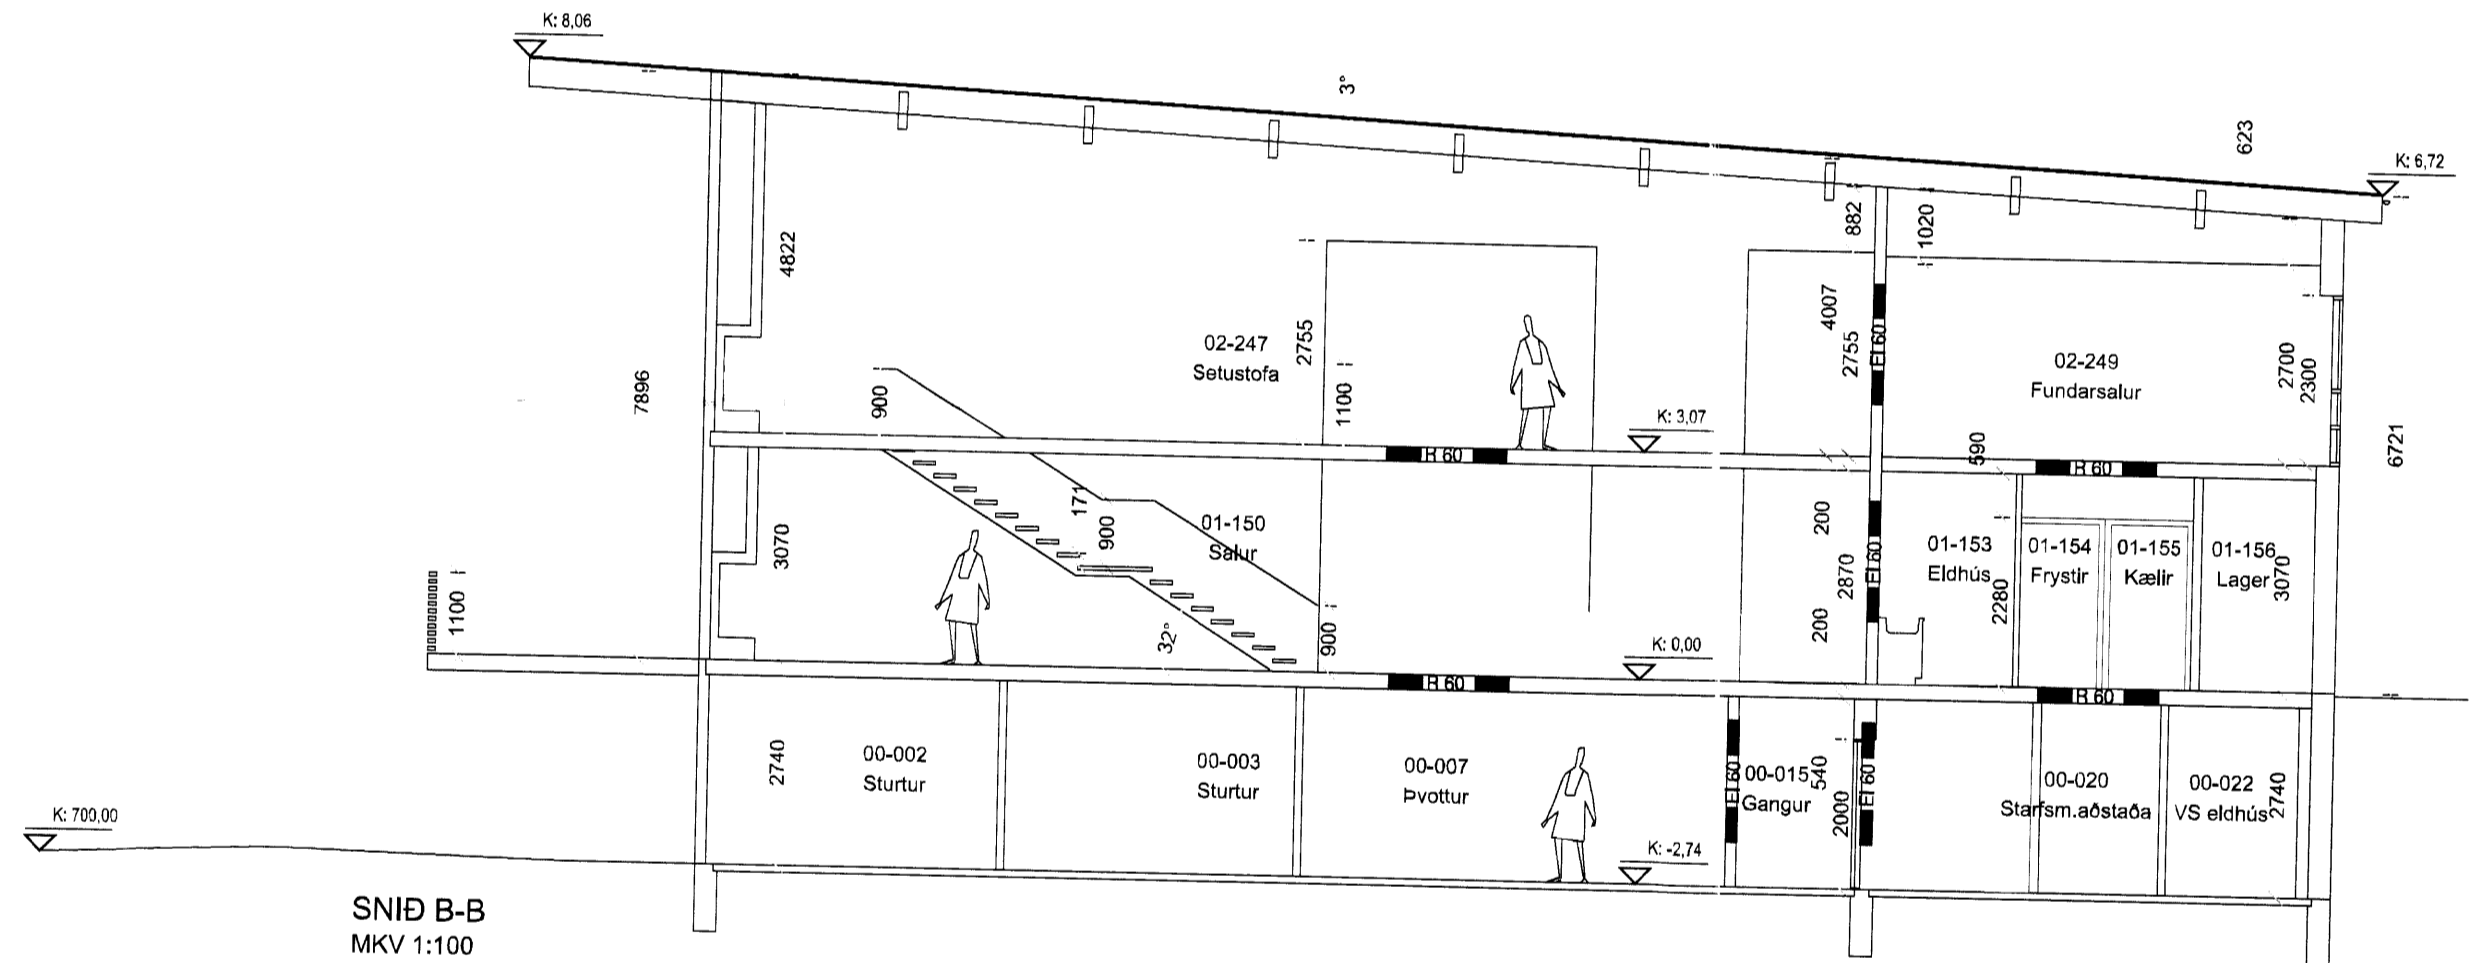 K: 8,06
3°
623
K: 6,72
882
1020
4822
4007
2755
02-247
Setustofa
2755
EI 60
02-249
Fundarsalur
2700
2300
7896
900
1100
K: 3,07
6721
590
R 60
R 60
171
900
01-150
Salur
200
3070
2870
EI 60
01-153
Eldhús
01-154
Frystir
01-155
Kælir
01-156
Lager
3070
2280
1100
32°
900
200
K: 0,00
R 60
R 60
2740
00-002
Sturtur
00-003
Sturtur
00-007
Þvottur
EI 60
00-015
Gangur
540
2000
EI 60
00-020
Starfsm.aðstaða
00-022
VS eldhús
2740
K: 700,00
K: -2,74
SNIÐ B-B
MKV 1:100